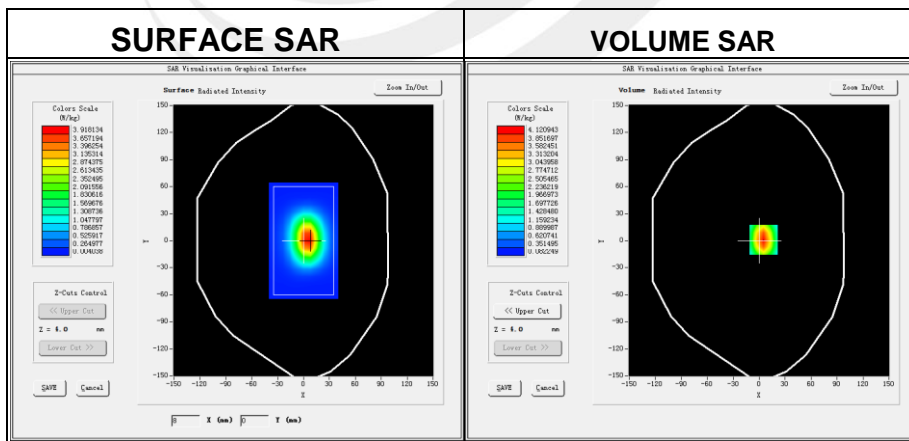 SURFACE SAR
VOLUME SAR
SAR Visualisation Graphical Interface
Surface Radiated Intensity
Zoom In/Out
Colors Scale
(W/kg)
3.918134
3.657194
3.396254
3.135314
2.874375
2.613435
2.352495
2.091556
1.830616
1.569676
1.308736
1.047797
0.786857
0.525917
0.264977
0.004038
150
120
90
60
30
0
-30
-60
-90
-120
-150
Y
-150 -120 -90 -60 -30 0 30 60 90 120 150
X
Z-Cuts Control
<< Upper Cut
Z = 4.0 mm
Lower Cut >>
SAVE Cancel
8 X (mm) 0 Y (mm)
SAR Visualisation Graphical Interface
Volume Radiated Intensity
Zoom In/Out
Colors Scale
(W/kg)
4.120943
3.851697
3.582451
3.313204
3.043958
2.774712
2.505465
2.236219
1.966973
1.697726
1.428480
1.159234
0.889987
0.620741
0.351495
0.082249
150
120
90
60
30
0
-30
-60
-90
-120
-150
Y
-150 -120 -90 -60 -30 0 30 60 90 120 150
X
Z-Cuts Control
<< Upper Cut
Z = 4.0 mm
Lower Cut >>
SAVE Cancel